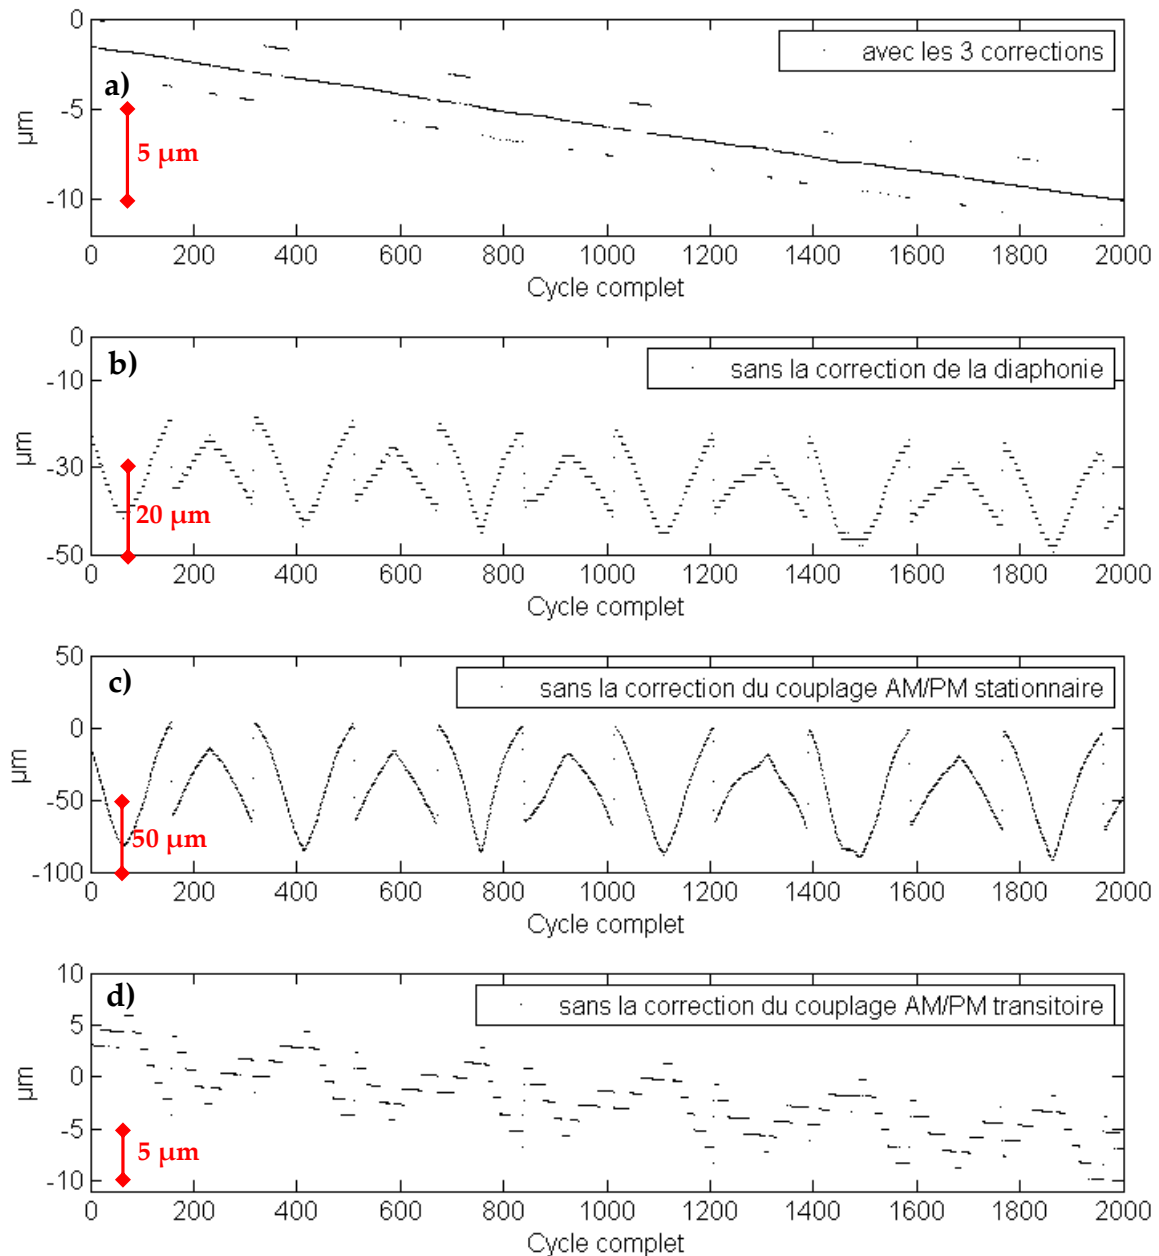 0
-5
-10
µm
a)
5 µm
avec les 3 corrections
0 200 400 600 800 1000 1200 1400 1600 1800 2000
Cycle complet
0
-10
-30
-50
µm
b)
20 µm
sans la correction de la diaphonie
0 200 400 600 800 1000 1200 1400 1600 1800 2000
Cycle complet
50
0
-50
-100
µm
c)
50 µm
sans la correction du couplage AM/PM stationnaire
0 200 400 600 800 1000 1200 1400 1600 1800 2000
Cycle complet
10
5
0
-5
-10
µm
d)
5 µm
sans la correction du couplage AM/PM transitoire
0 200 400 600 800 1000 1200 1400 1600 1800 2000
Cycle complet